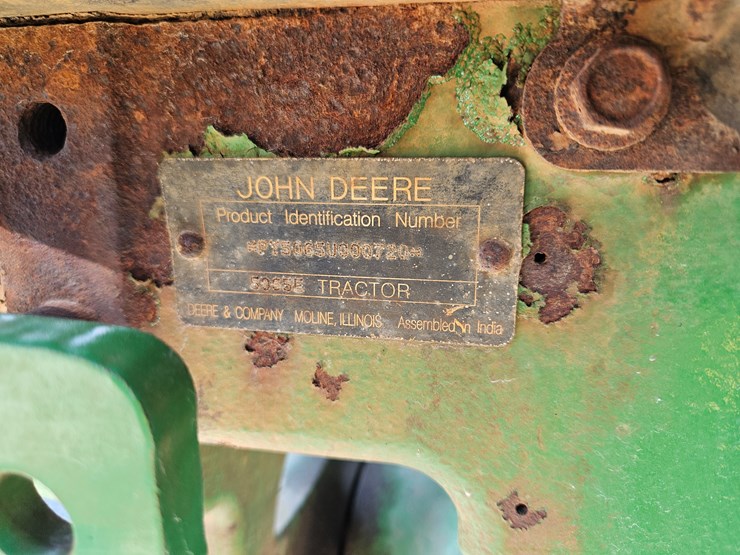 JOHN DEERE
Product Identification Number
TRACTOR
DEERE & COMPANY MOLINE, ILLINOIS Assembled in India